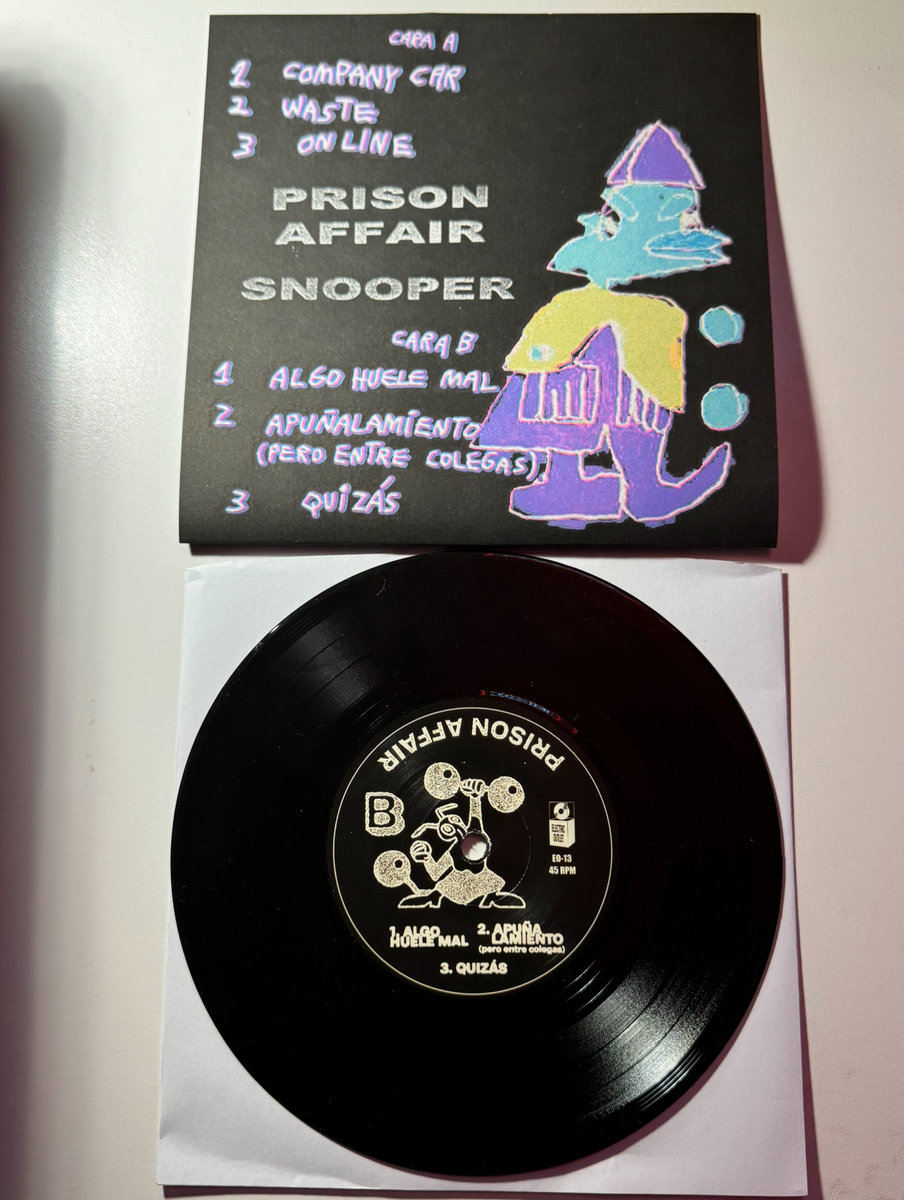 CARA A
1 COMPANY CAR
2 WASTE
3 ON LINE
PRISON
AFFAIR
SNOOPER
CARA B
1 ALGO HUELE MAL
2 APUÑALAMIENTO
(PERO ENTRE COLEGAS)
3 QUIZÁS
PRISON AFFAIR
B
ELECTRIC
OUTLET
EO-13
45 RPM
1. ALGO
HUELE MAL
2. APUÑA
LAMIENTO
(pero entre colegas)
3. QUIZÁS